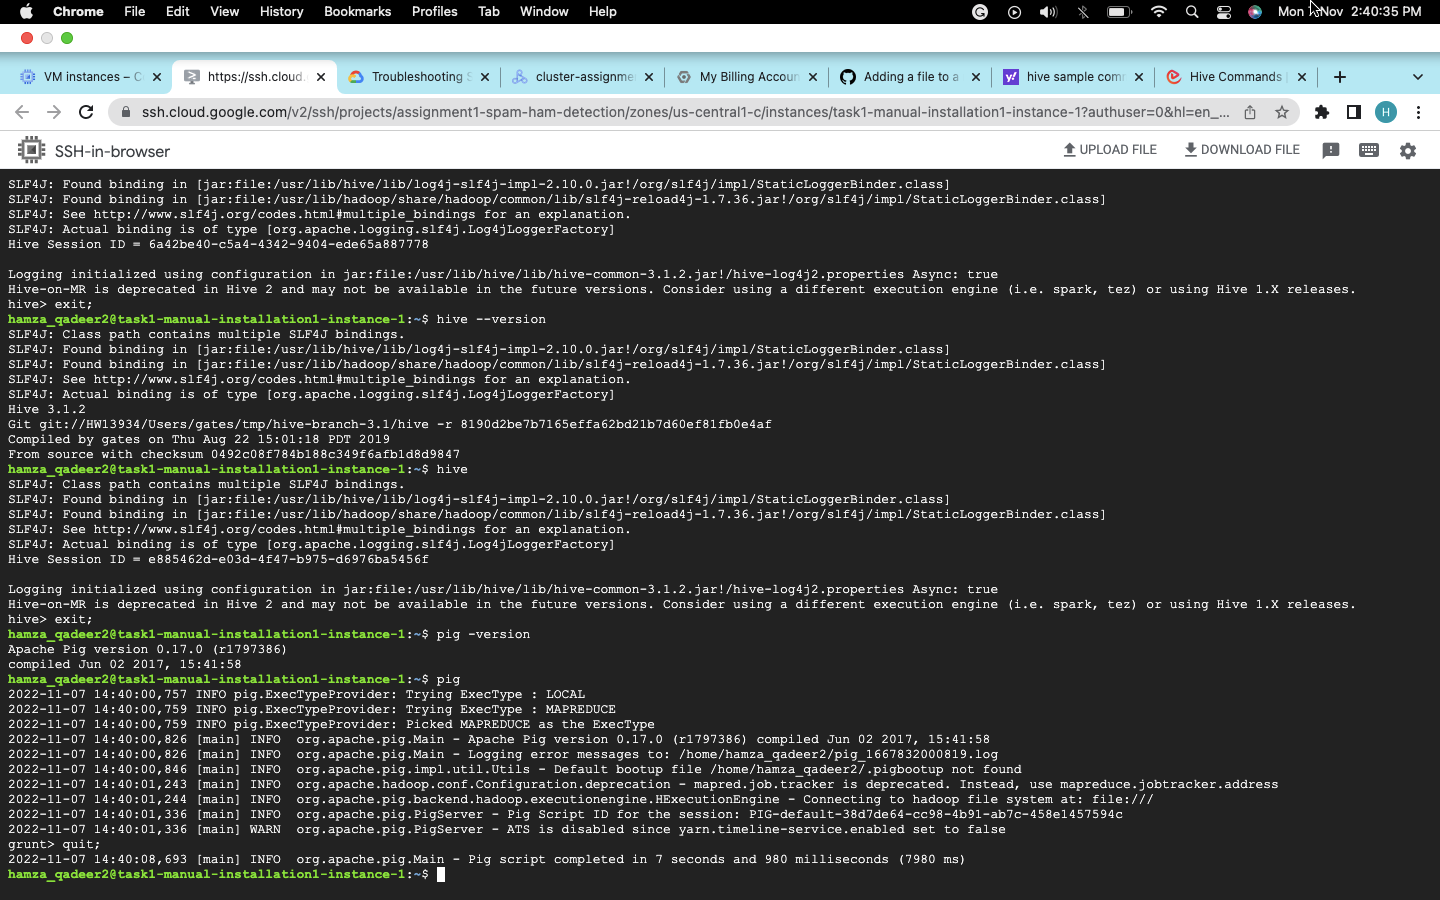 Chrome File Edit View History Bookmarks Profiles Tab Window Help Mon Nov 2:40:35 PM
VM instances – C https://ssh.cloud. Troubleshooting S cluster-assignme My Billing Accoun Adding a file to a hive sample com Hive Commands
ssh.cloud.google.com/v2/ssh/projects/assignment1-spam-ham-detection/zones/us-central1-c/instances/task1-manual-installation1-instance-1?authuser=0&hl=en_... H
SSH-in-browser UPLOAD FILE DOWNLOAD FILE
SLF4J: Found binding in [jar:file:/usr/lib/hive/lib/log4j-slf4j-impl-2.10.0.jar!/org/slf4j/impl/StaticLoggerBinder.class]
SLF4J: Found binding in [jar:file:/usr/lib/hadoop/share/hadoop/common/lib/slf4j-reload4j-1.7.36.jar!/org/slf4j/impl/StaticLoggerBinder.class]
SLF4J: See http://www.slf4j.org/codes.html#multiple_bindings for an explanation.
SLF4J: Actual binding is of type [org.apache.logging.slf4j.Log4jLoggerFactory]
Hive Session ID = 6a42be40-c5a4-4342-9404-ede65a887778
Logging initialized using configuration in jar:file:/usr/lib/hive/lib/hive-common-3.1.2.jar!/hive-log4j2.properties Async: true
Hive-on-MR is deprecated in Hive 2 and may not be available in the future versions. Consider using a different execution engine (i.e. spark, tez) or using Hive 1.X releases.
hive> exit;
hamza_qadeer2@task1-manual-installation1-instance-1:~$ hive --version
SLF4J: Class path contains multiple SLF4J bindings.
SLF4J: Found binding in [jar:file:/usr/lib/hive/lib/log4j-slf4j-impl-2.10.0.jar!/org/slf4j/impl/StaticLoggerBinder.class]
SLF4J: Found binding in [jar:file:/usr/lib/hadoop/share/hadoop/common/lib/slf4j-reload4j-1.7.36.jar!/org/slf4j/impl/StaticLoggerBinder.class]
SLF4J: See http://www.slf4j.org/codes.html#multiple_bindings for an explanation.
SLF4J: Actual binding is of type [org.apache.logging.slf4j.Log4jLoggerFactory]
Hive 3.1.2
Git git://HW13934/Users/gates/tmp/hive-branch-3.1/hive -r 8190d2be7b7165effa62bd21b7d60ef81fb0e4af
Compiled by gates on Thu Aug 22 15:01:18 PDT 2019
From source with checksum 0492c08f784b188c349f6afb1d8d9847
hamza_qadeer2@task1-manual-installation1-instance-1:~$ hive
SLF4J: Class path contains multiple SLF4J bindings.
SLF4J: Found binding in [jar:file:/usr/lib/hive/lib/log4j-slf4j-impl-2.10.0.jar!/org/slf4j/impl/StaticLoggerBinder.class]
SLF4J: Found binding in [jar:file:/usr/lib/hadoop/share/hadoop/common/lib/slf4j-reload4j-1.7.36.jar!/org/slf4j/impl/StaticLoggerBinder.class]
SLF4J: See http://www.slf4j.org/codes.html#multiple_bindings for an explanation.
SLF4J: Actual binding is of type [org.apache.logging.slf4j.Log4jLoggerFactory]
Hive Session ID = e885462d-e03d-4f47-b975-d6976ba5456f
Logging initialized using configuration in jar:file:/usr/lib/hive/lib/hive-common-3.1.2.jar!/hive-log4j2.properties Async: true
Hive-on-MR is deprecated in Hive 2 and may not be available in the future versions. Consider using a different execution engine (i.e. spark, tez) or using Hive 1.X releases.
hive> exit;
hamza_qadeer2@task1-manual-installation1-instance-1:~$ pig -version
Apache Pig version 0.17.0 (r1797386)
compiled Jun 02 2017, 15:41:58
hamza_qadeer2@task1-manual-installation1-instance-1:~$ pig
2022-11-07 14:40:00,757 INFO pig.ExecTypeProvider: Trying ExecType : LOCAL
2022-11-07 14:40:00,759 INFO pig.ExecTypeProvider: Trying ExecType : MAPREDUCE
2022-11-07 14:40:00,759 INFO pig.ExecTypeProvider: Picked MAPREDUCE as the ExecType
2022-11-07 14:40:00,826 [main] INFO  org.apache.pig.Main - Apache Pig version 0.17.0 (r1797386) compiled Jun 02 2017, 15:41:58
2022-11-07 14:40:00,826 [main] INFO  org.apache.pig.Main - Logging error messages to: /home/hamza_qadeer2/pig_1667832000819.log
2022-11-07 14:40:00,846 [main] INFO  org.apache.pig.impl.util.Utils - Default bootup file /home/hamza_qadeer2/.pigbootup not found
2022-11-07 14:40:01,243 [main] INFO  org.apache.hadoop.conf.Configuration.deprecation - mapred.job.tracker is deprecated. Instead, use mapreduce.jobtracker.address
2022-11-07 14:40:01,244 [main] INFO  org.apache.pig.backend.hadoop.executionengine.HExecutionEngine - Connecting to hadoop file system at: file:///
2022-11-07 14:40:01,336 [main] INFO  org.apache.pig.PigServer - Pig Script ID for the session: PIG-default-38d7de64-cc98-4b91-ab7c-458e1457594c
2022-11-07 14:40:01,336 [main] WARN  org.apache.pig.PigServer - ATS is disabled since yarn.timeline-service.enabled set to false
grunt> quit;
2022-11-07 14:40:08,693 [main] INFO  org.apache.pig.Main - Pig script completed in 7 seconds and 980 milliseconds (7980 ms)
hamza_qadeer2@task1-manual-installation1-instance-1:~$